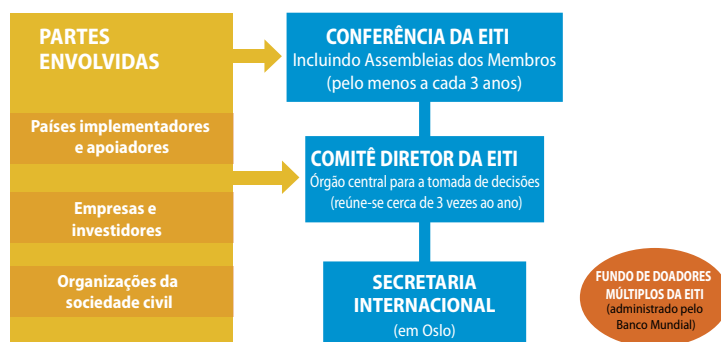 PARTES
ENVOLVIDAS
Países implementadores
e apoiadores
Empresas e
investidores
Organizações da
sociedade civil
CONFERÊNCIA DA EITI
Incluindo Assembleias dos Membros
(pelo menos a cada 3 anos)
COMITÊ DIRETOR DA EITI
Órgão central para a tomada de decisões
(reúne-se cerca de 3 vezes ao ano)
SECRETARIA
INTERNACIONAL
(em Oslo)
FUNDO DE DOADORES
MÚLTIPLOS DA EITI
(administrado pelo
Banco Mundial)